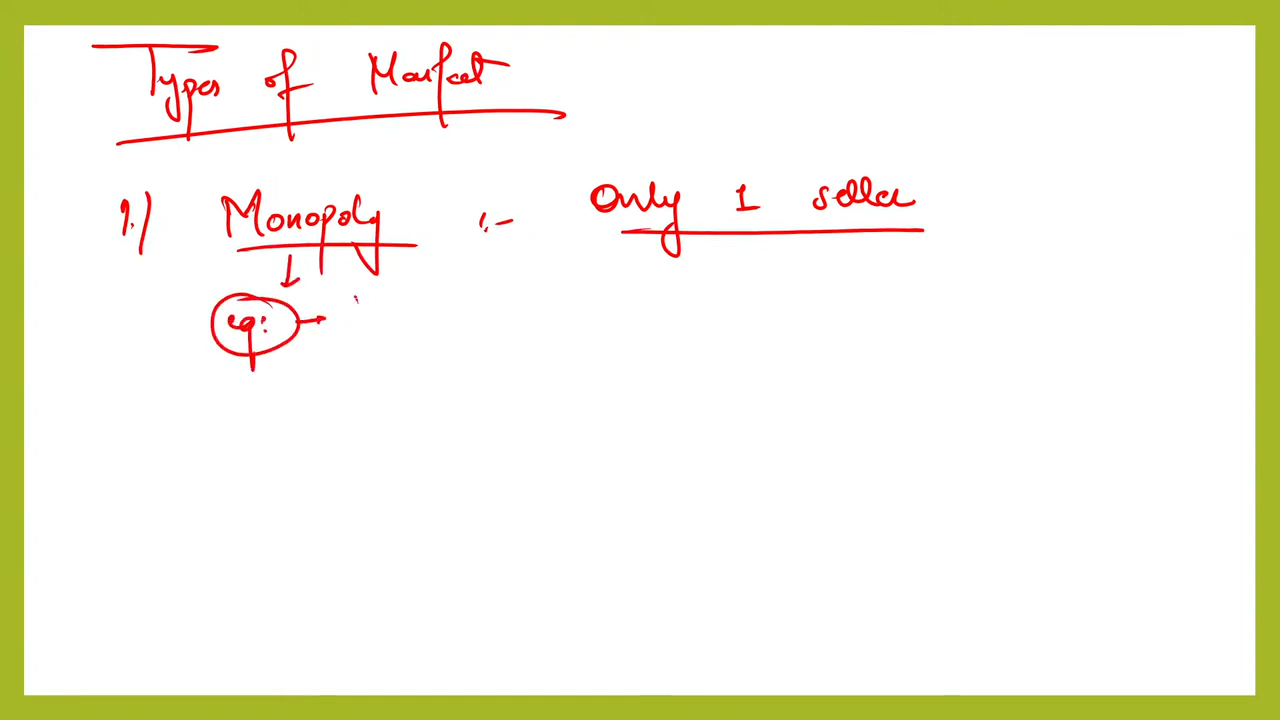 Types of Market
1.) Monopoly :- Only 1 seller
eg: →